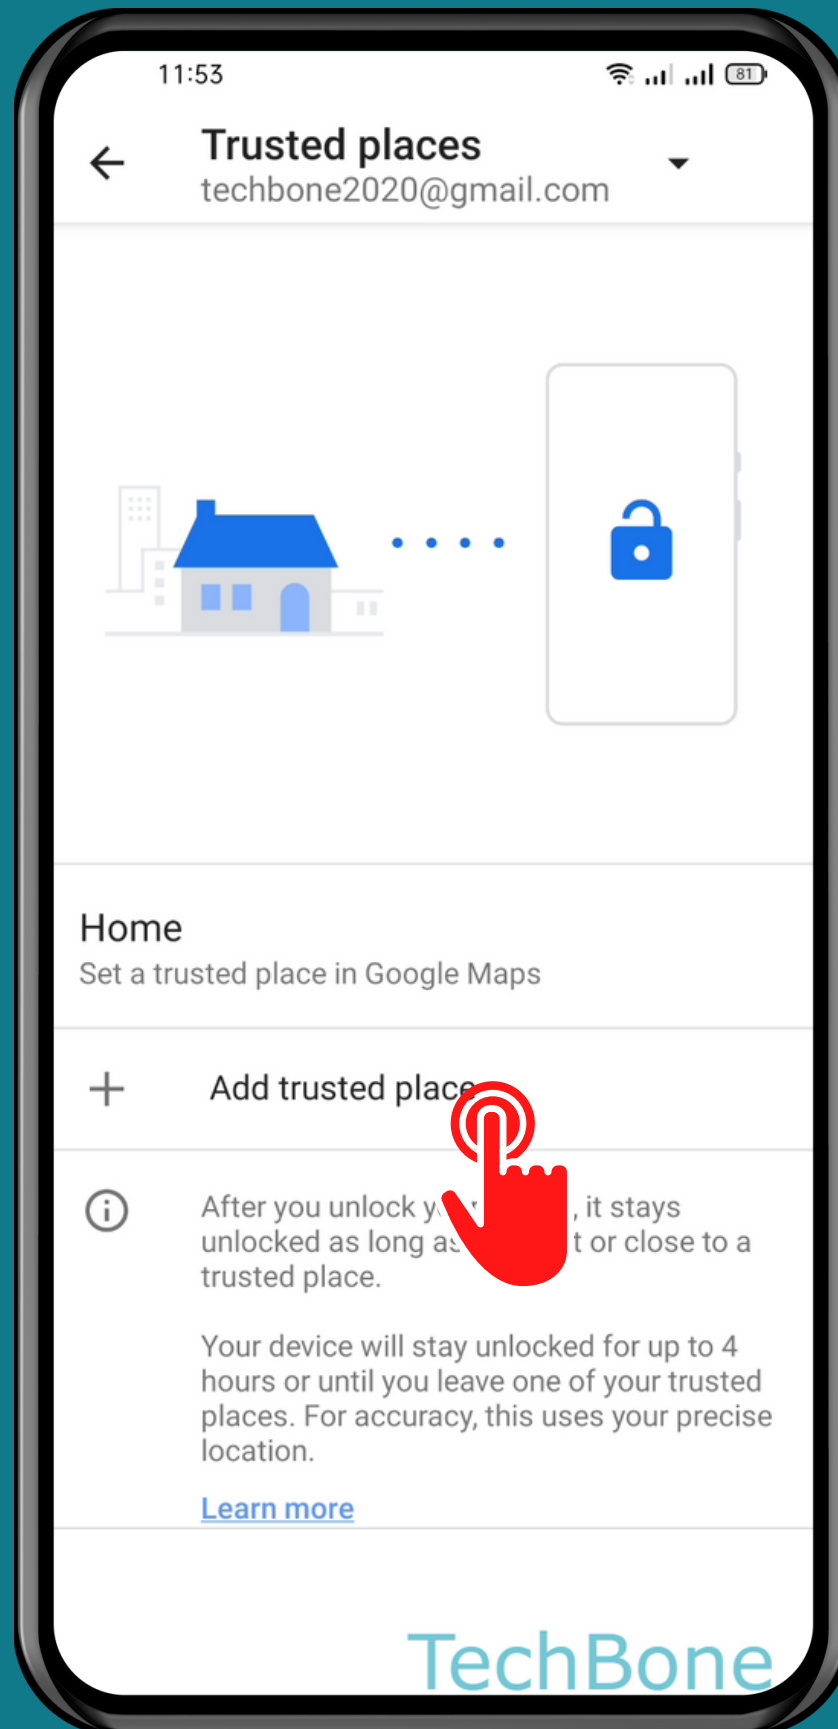 11:53
81
Trusted places
techbone2020@gmail.com
Home
Set a trusted place in Google Maps
Add trusted place
After you unlock , it stays
unlocked as long as or close to a
trusted place.
Your device will stay unlocked for up to 4
hours or until you leave one of your trusted
places. For accuracy, this uses your precise
location.
Learn more
TechBone